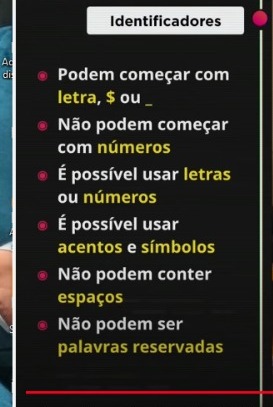 Identificadores
Podem começar com
letra, $ ou _
Não podem começar
com números
É possível usar letras
ou números
É possível usar
acentos e símbolos
Não podem conter
espaços
Não podem ser
palavras reservadas